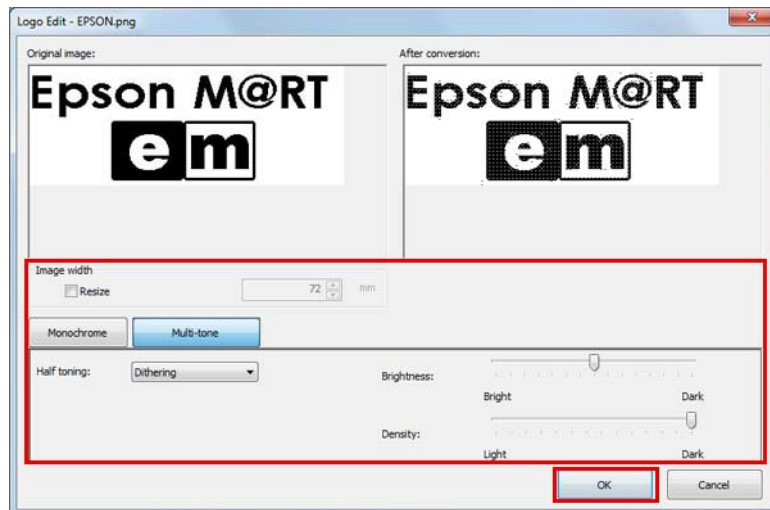 Logo Edit - EPSON.png
Original image:
After conversion:
Epson M@RT
em
Epson M@RT
em
Image width
Resize
72
mm
Monochrome
Multi-tone
Half toning:
Dithering
Brightness:
Bright
Dark
Density:
Light
Dark
OK
Cancel